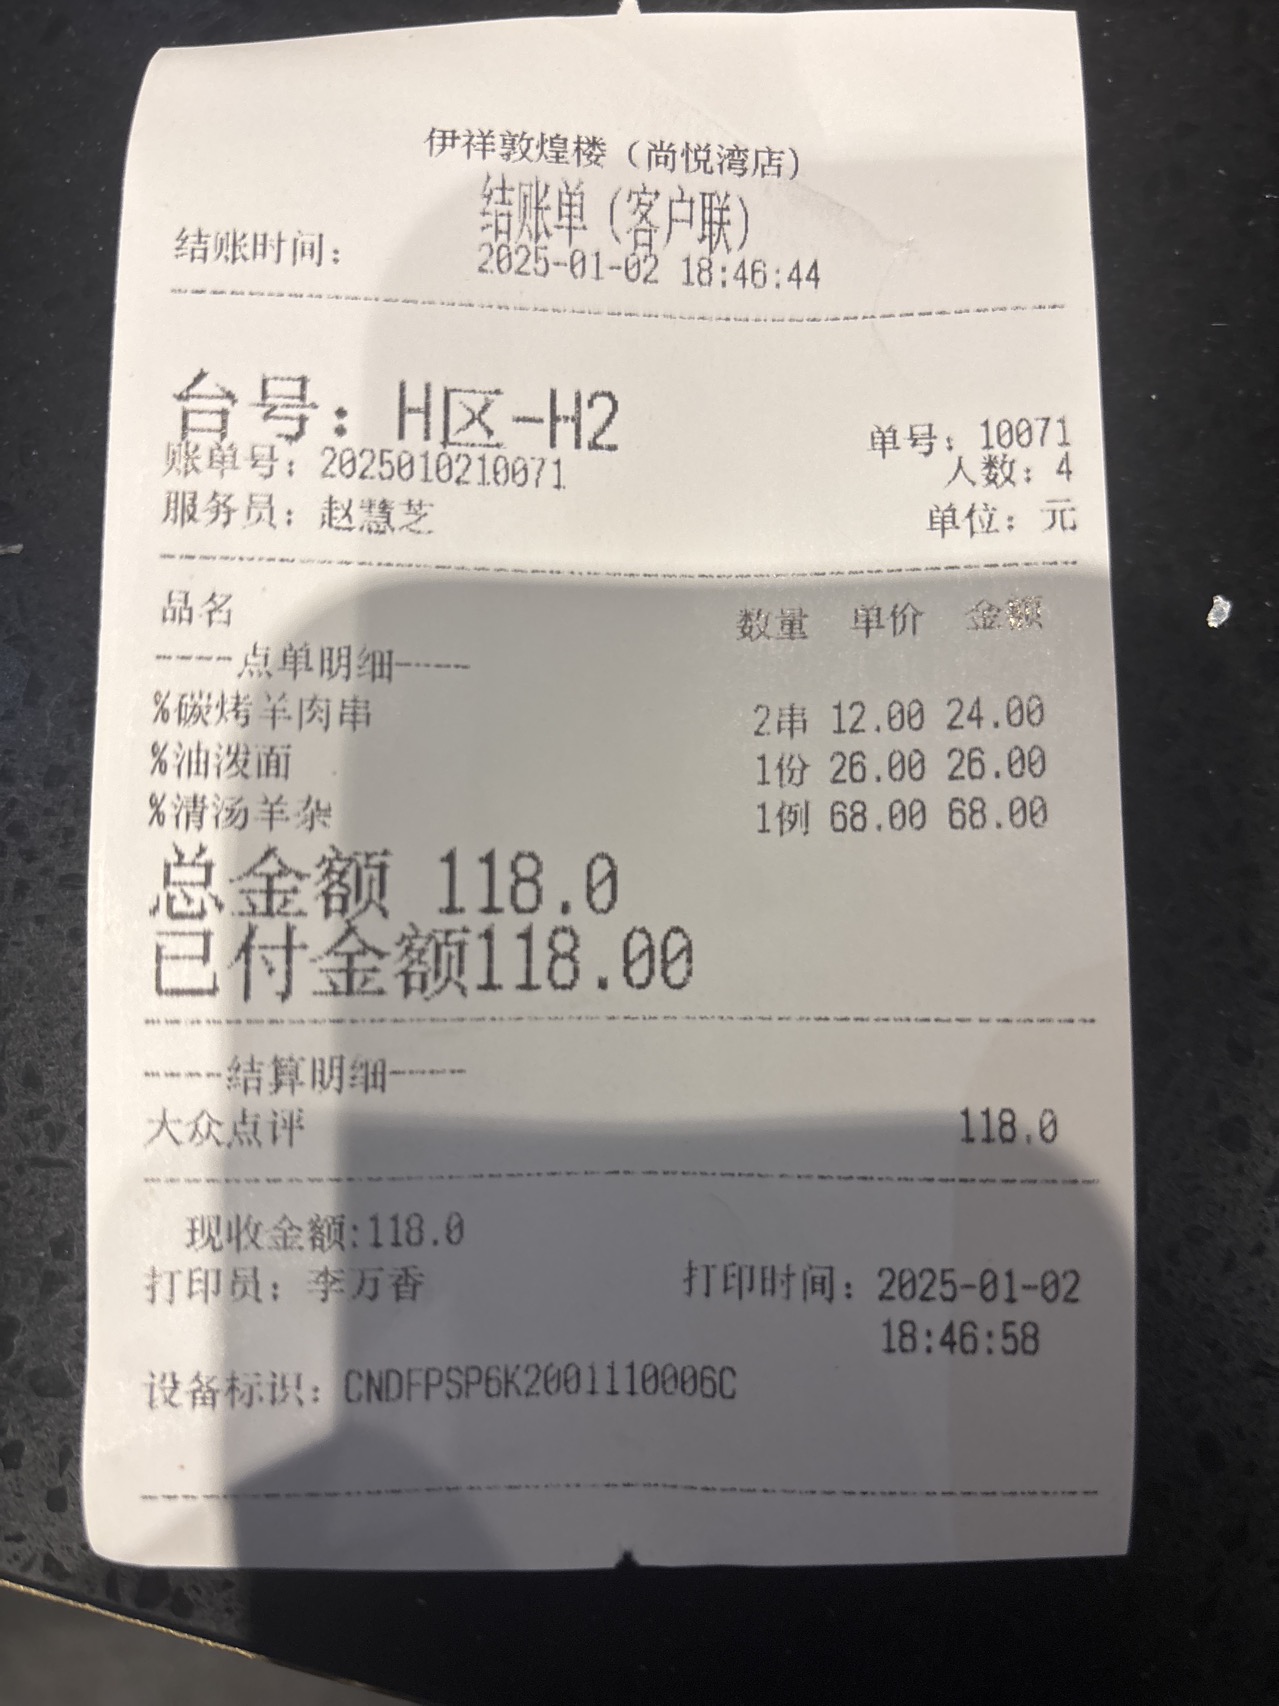 伊祥敦煌楼（尚悦湾店）
结账单（客户联）
结账时间： 2025-01-02 18:46:44
台号：H区-H2
单号：10071
账单号：2025010210071 人数：4
服务员：赵慧芝 单位：元
品名 数量 单价 金额
----点单明细----
%碳烤羊肉串 2串 12.00 24.00
%油泼面 1份 26.00 26.00
%清汤羊杂 1例 68.00 68.00
总金额 118.0
已付金额118.00
----结算明细----
大众点评 118.0
现收金额:118.0
打印员：李万香 打印时间：2025-01-02
18:46:58
设备标识：CNDFPSP6K2001110006C